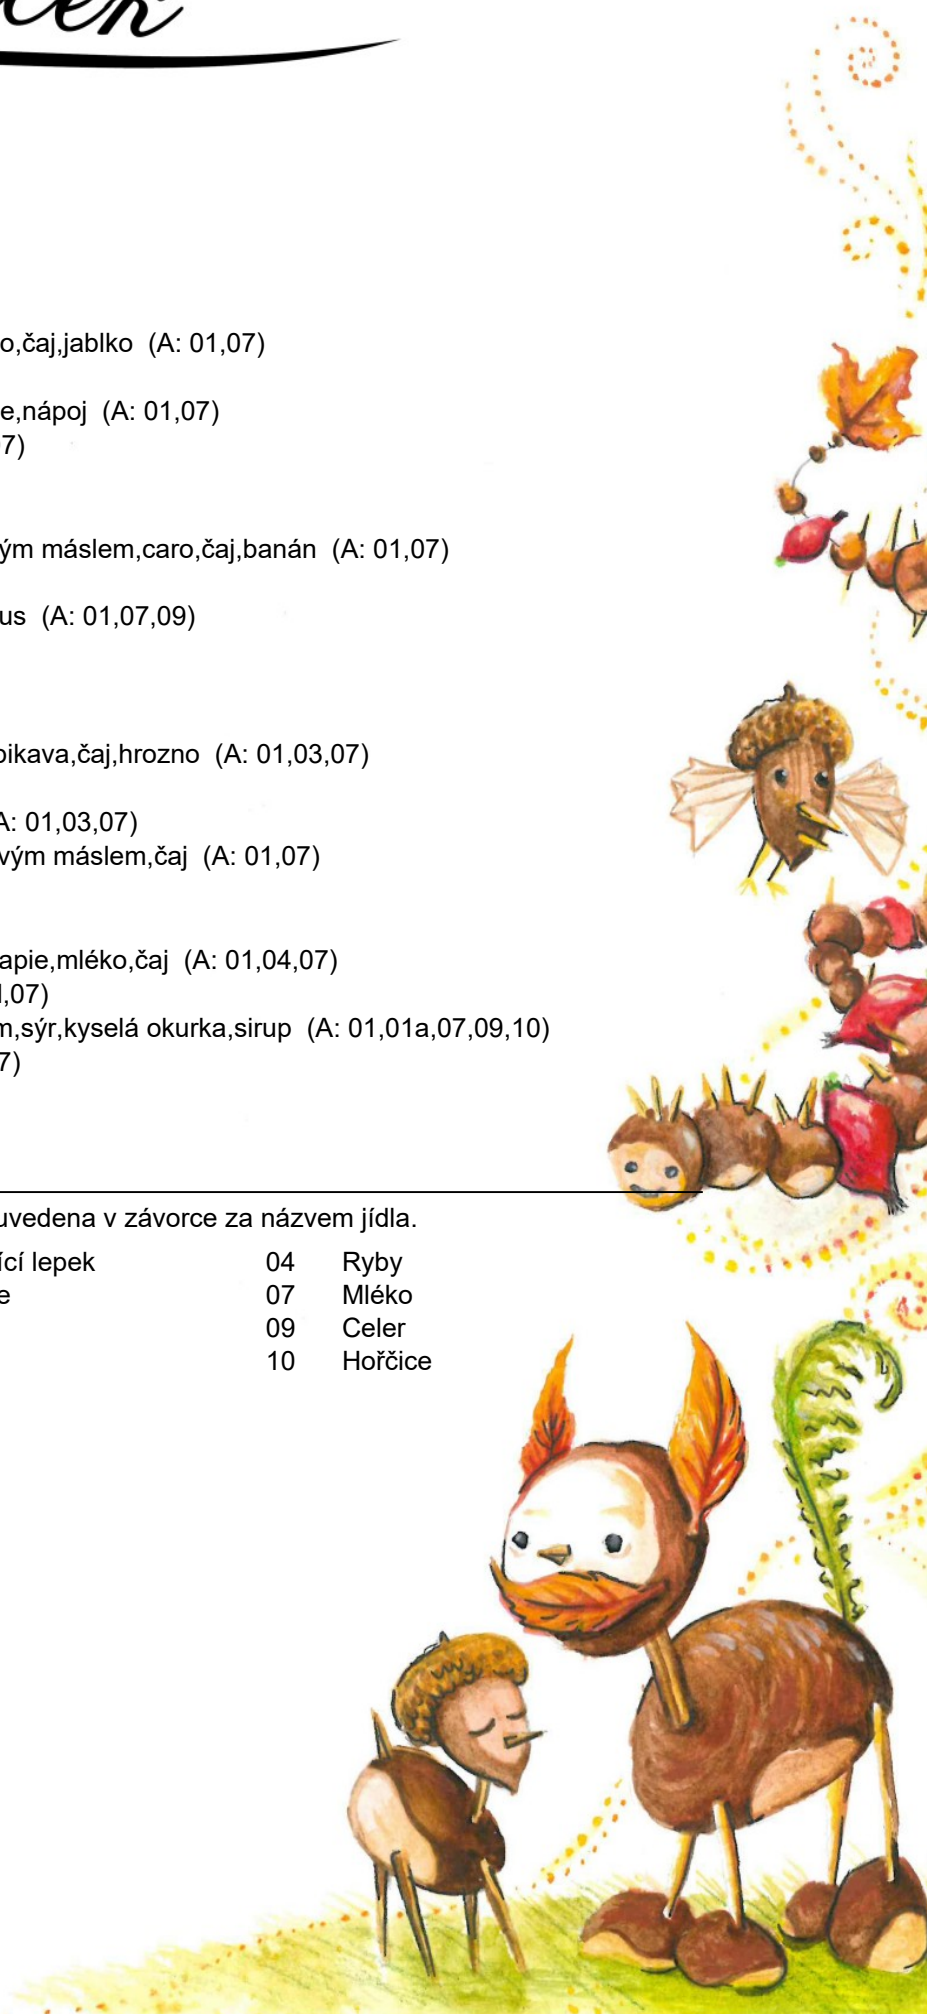 o,čaj,jablko (A: 01,07)
e,nápoj (A: 01,07)
7)
ým máslem,caro,čaj,banán (A: 01,07)
us (A: 01,07,09)
pikava,čaj,hrozno (A: 01,03,07)
A: 01,03,07)
vým máslem,čaj (A: 01,07)
apie,mléko,čaj (A: 01,04,07)
,07)
m,sýr,kyselá okurka,sirup (A: 01,01a,07,09,10)
7)
uvedena v závorce za názvem jídla.
ící lepek 04 Ryby
e 07 Mléko
09 Celer
10 Hořčice